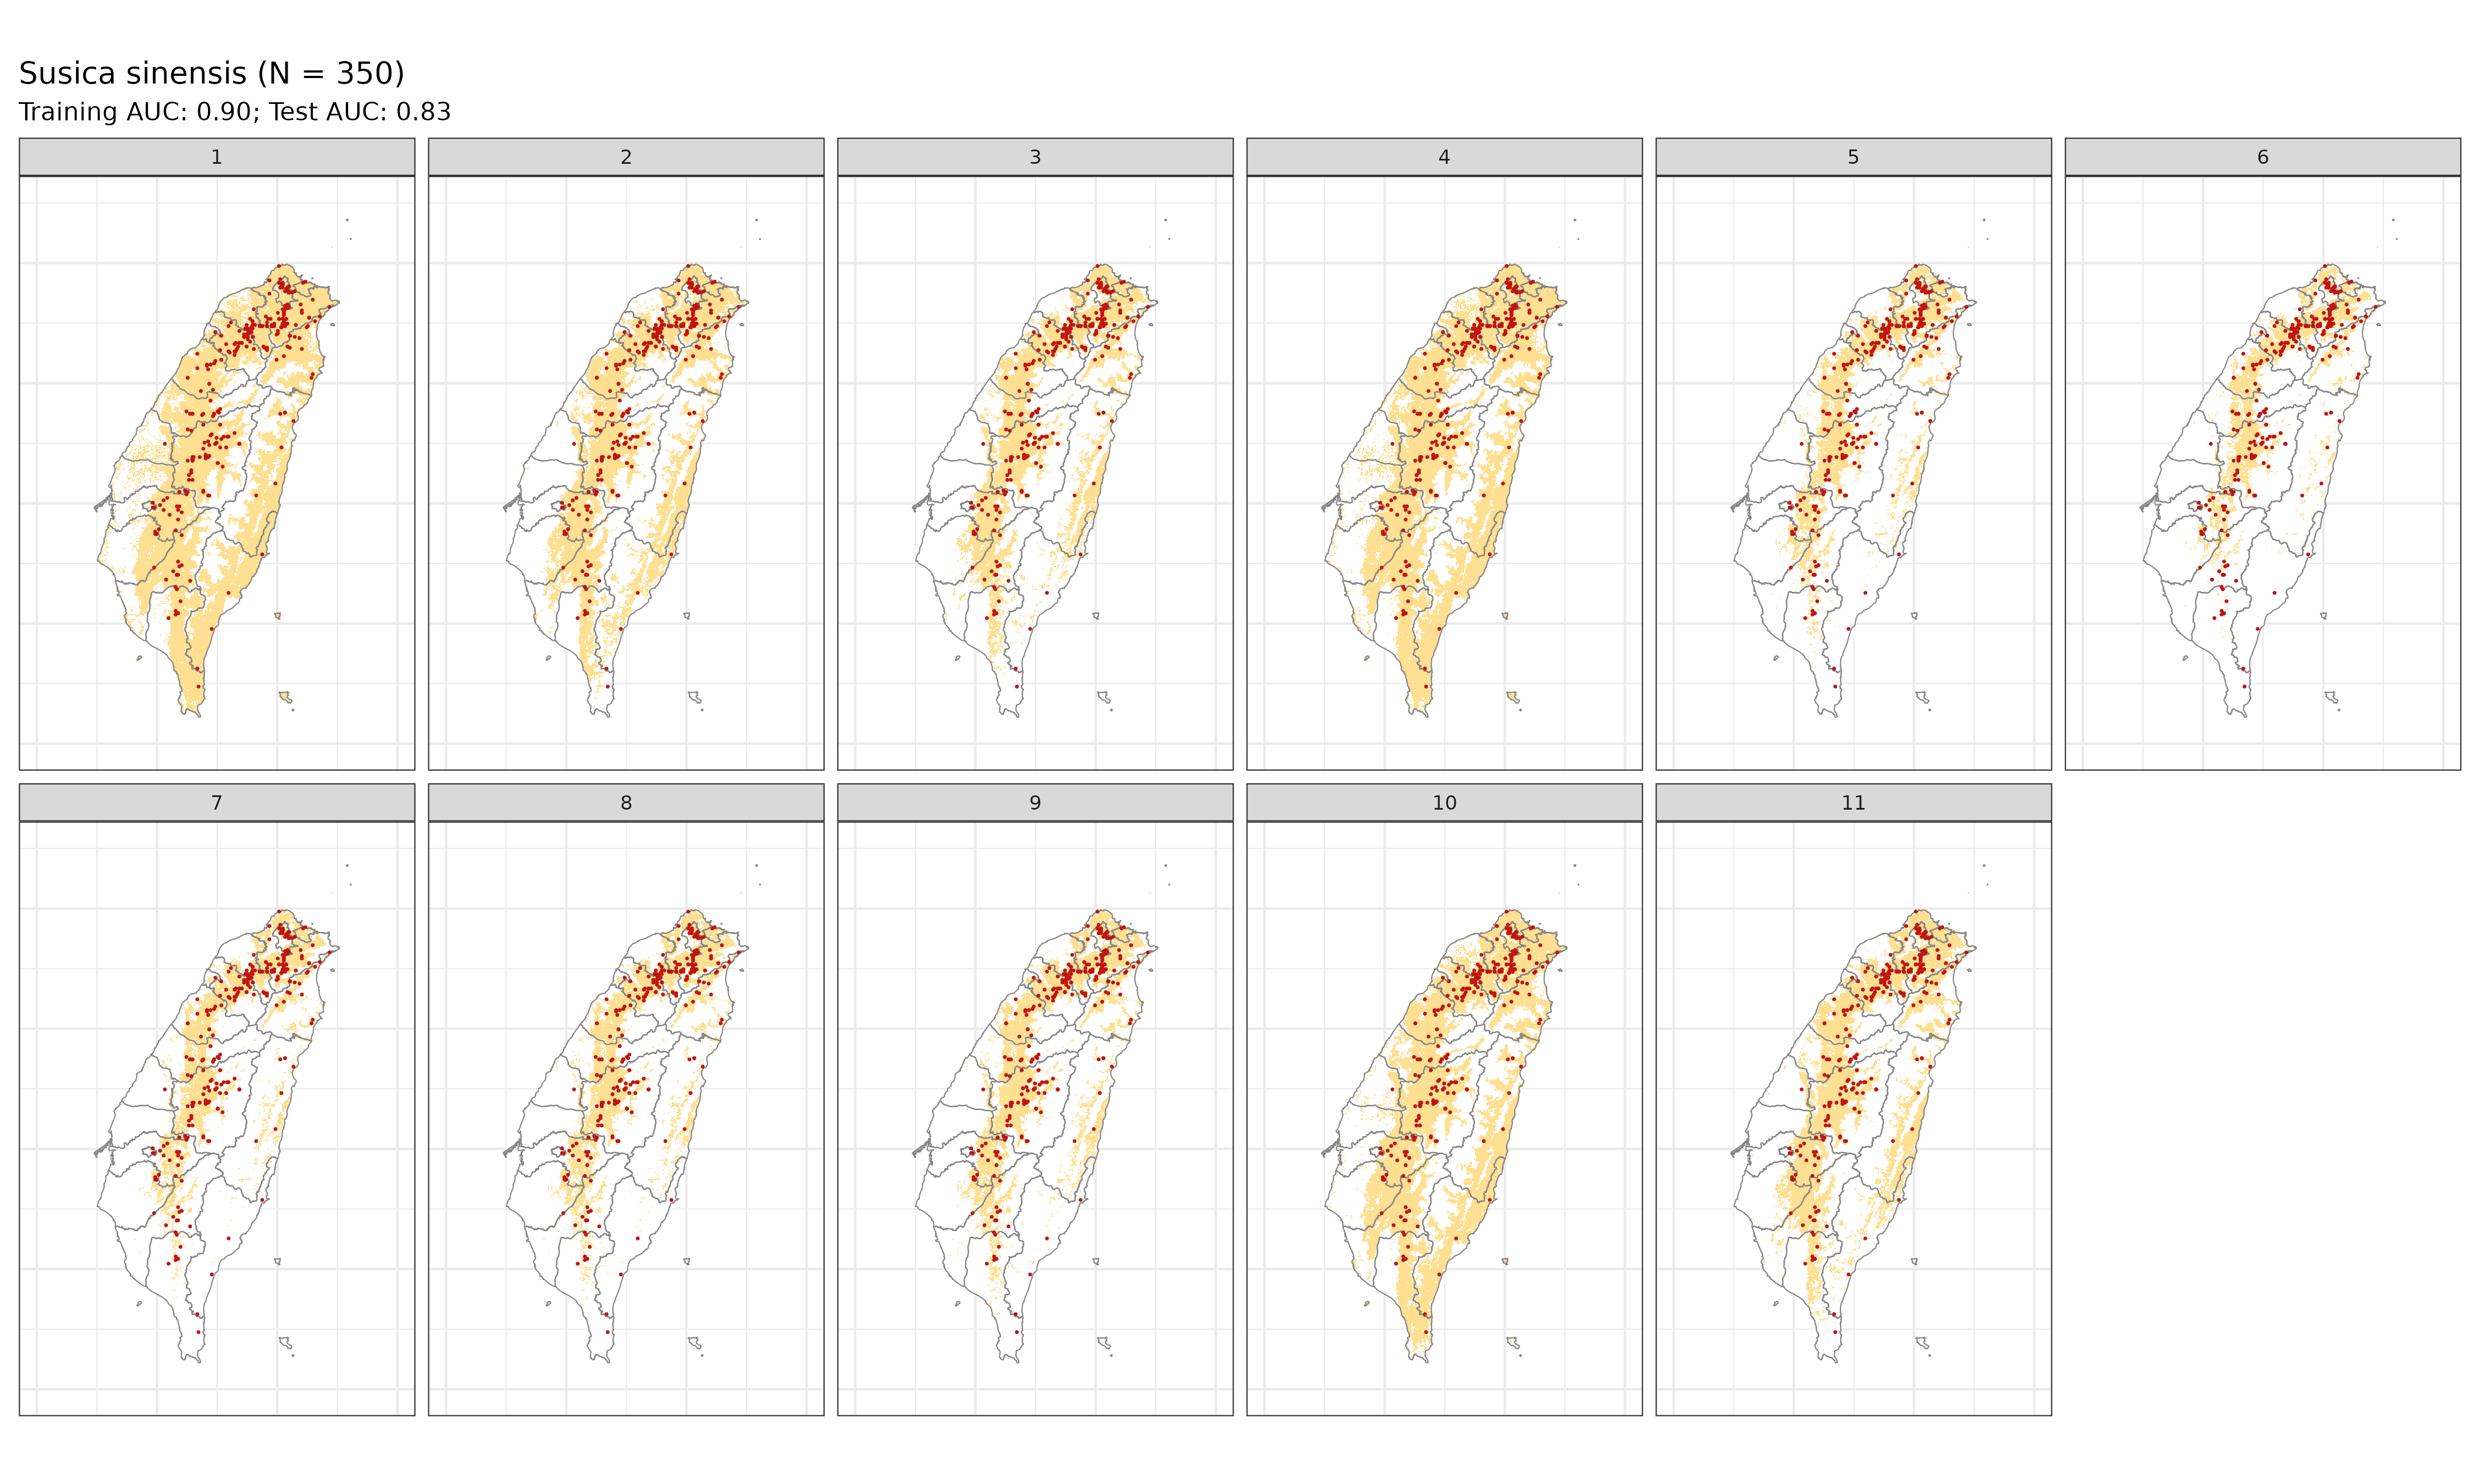 Susica sinensis (N = 350)
Training AUC: 0.90; Test AUC: 0.83
1 2 3 4 5 6
7 8 9 10 11